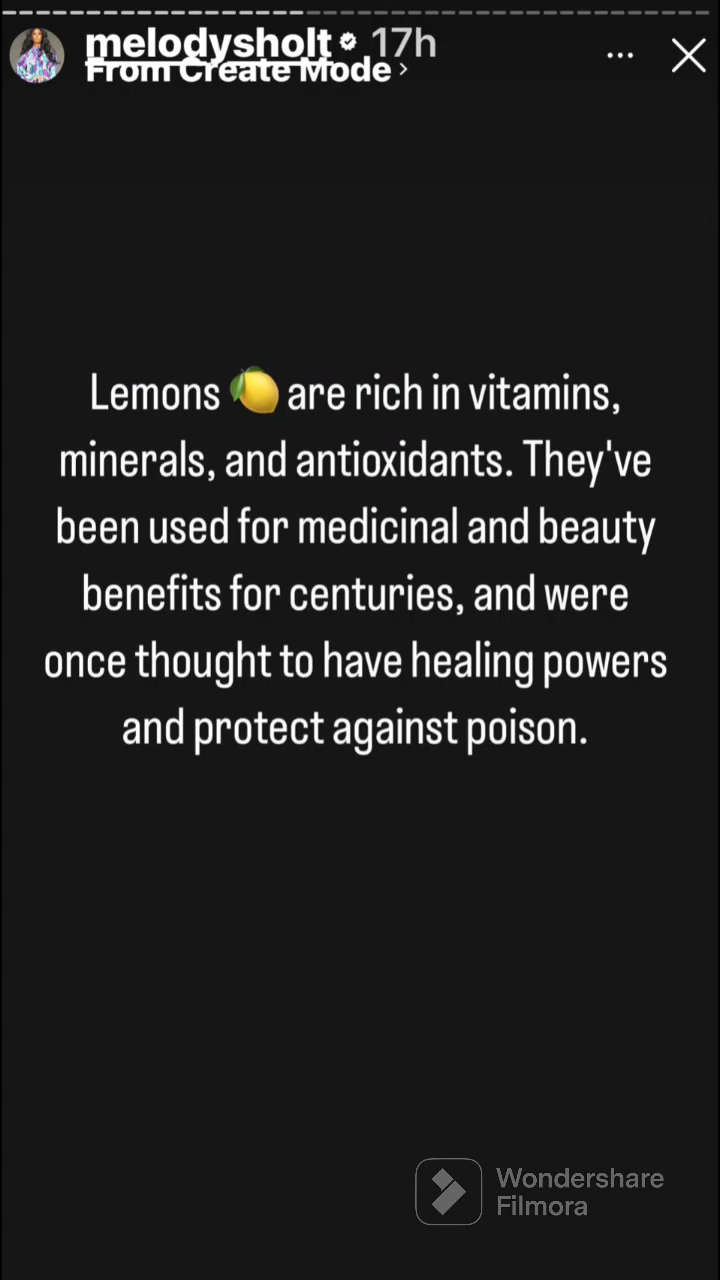 melodysholt 17h
From Create Mode >
Lemons 🍋 are rich in vitamins,
minerals, and antioxidants. They've
been used for medicinal and beauty
benefits for centuries, and were
once thought to have healing powers
and protect against poison.
Wondershare
Filmora